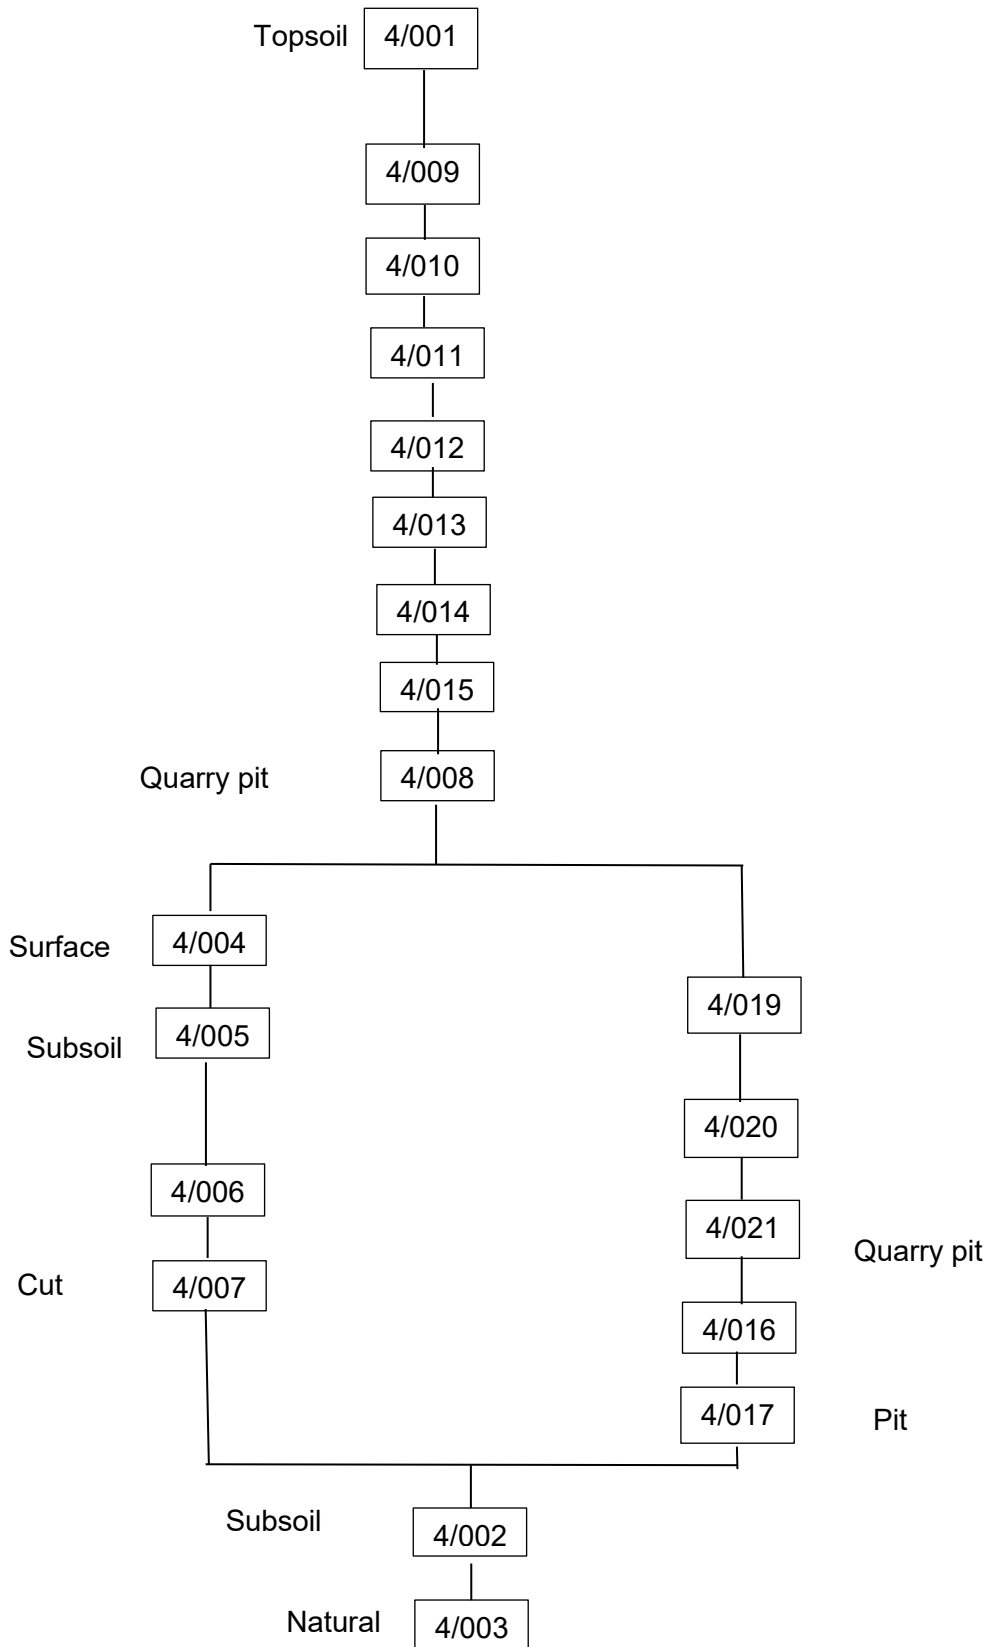 Topsoil 4/001
4/009
4/010
4/011
4/012
4/013
4/014
4/015
Quarry pit 4/008
Surface 4/004
4/019
Subsoil 4/005
4/020
4/006
4/021 Quarry pit
Cut 4/007
4/016
4/017 Pit
Subsoil 4/002
Natural 4/003